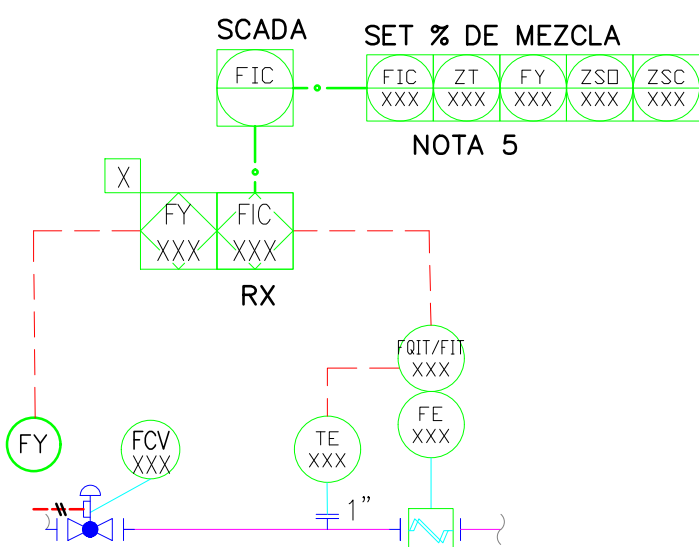 SCADA
SET % DE MEZCLA
FIC
FIC
XXX
ZT
XXX
FY
XXX
ZSO
XXX
ZSC
XXX
NOTA 5
X
FY
XXX
FIC
XXX
RX
FQIT/FIT
XXX
FE
XXX
TE
XXX
FCV
XXX
FY
1”